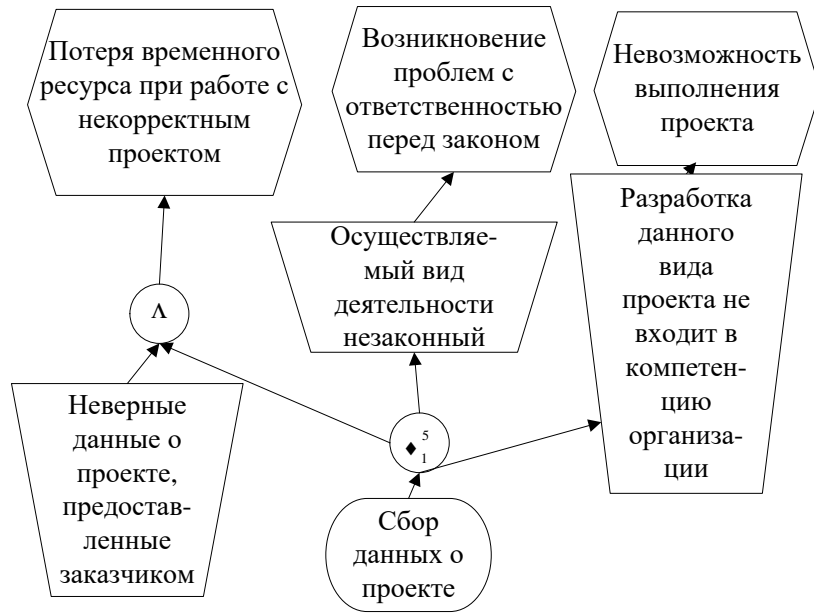 Потеря временного
ресурса при работе с
некорректным
проектом
Возникновение
проблем с
ответственностью
перед законом
Невозможность
выполнения
проекта
Осуществляе-
мый вид
деятельности
незаконный
Разработка
данного
вида
проекта не
входит в
компетен-
цию
организа-
ции
Λ
Неверные
данные о
проекте,
предостав-
ленные
заказчиком
♦ 5
1
Сбор
данных о
проекте